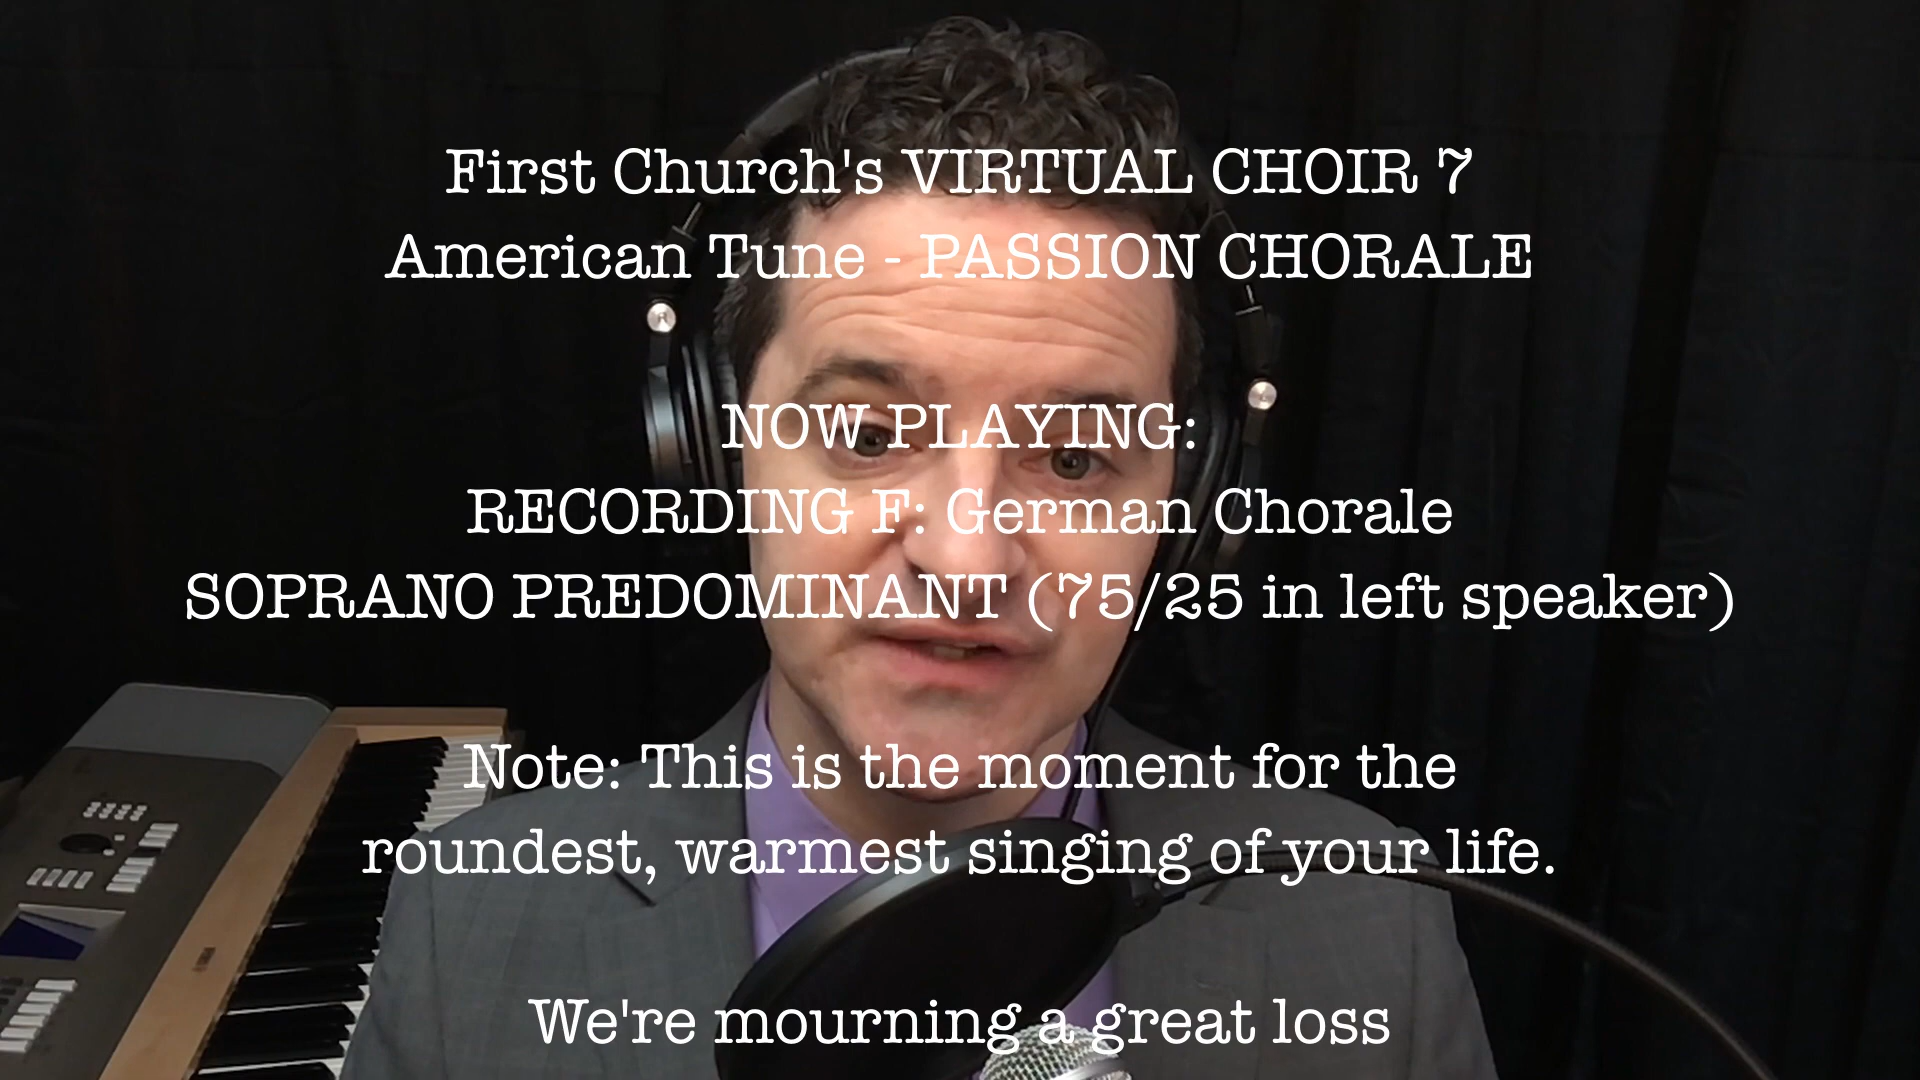 First Church's VIRTUAL CHOIR 7
American Tune - PASSION CHORALE
NOW PLAYING:
RECORDING F: German Chorale
SOPRANO PREDOMINANT (75/25 in left speaker)
Note: This is the moment for the
roundest, warmest singing of your life.
We're mourning a great loss